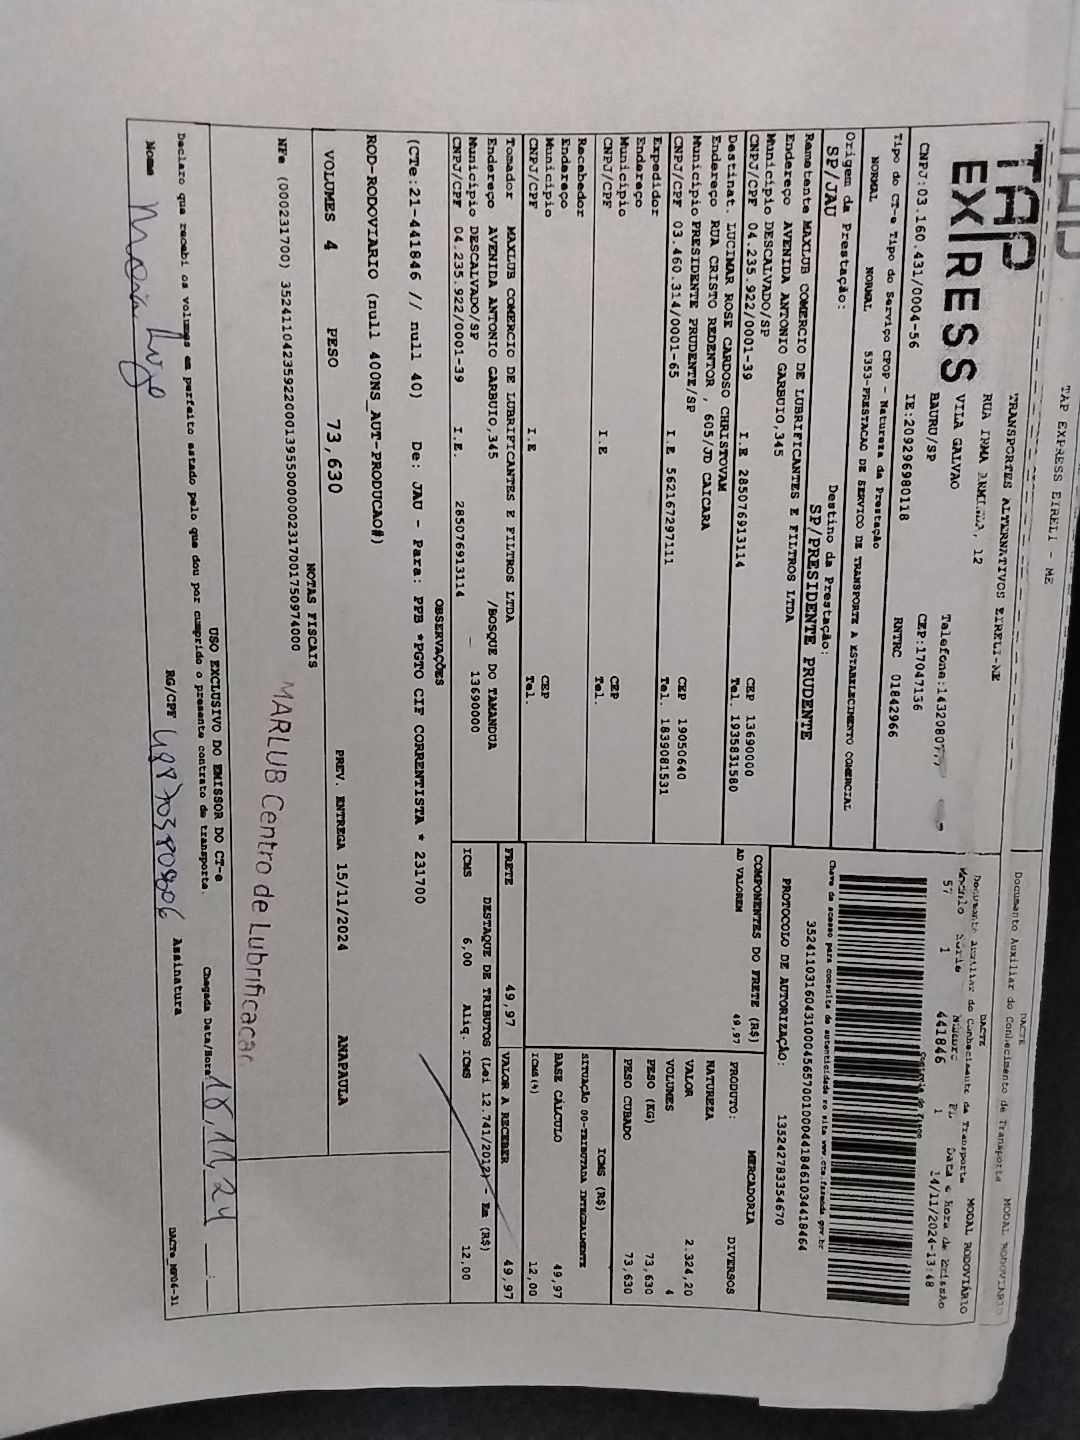 TAP EXPRESS EIRELI - ME
DACTE
Documento Auxiliar do Conhecimento de Transporte
MODAL RODOVIÁRIO
TAP
EXPRESS
TRANSPORTES ALTERNATIVOS EIRELI-ME
RUA IRMA ARMINDA, 12
VILA GALVAO
BAURU/SP
Telefone:1432080777
CEP:17047136
CNPJ:03.160.431/0004-56
IE:209296980118
RNTRC 01842966
DACTE
Documento Auxiliar do Conhecimento de Transporte
MODAL RODOVIÁRIO
Modelo Série Número FL Data e Hora de Emissão
57 1 441846 1 14/11/2024-13:48
Controle do Fisco
Tipo do CT-e Tipo do Serviço CFOP - Natureza da Prestação
NORMAL NORMAL 5353-PRESTACAO DE SERVICO DE TRANSPORTE A ESTABELECIMENTO COMERCIAL
Chave de acesso para consulta de autenticidade no site www.cte.fazenda.gov.br
Origem da Prestação:
SP/JAU
Destino da Prestação:
SP/PRESIDENTE PRUDENTE
PROTOCOLO DE AUTORIZAÇÃO: 135242783354670
Remetente MAXLUB COMERCIO DE LUBRIFICANTES E FILTROS LTDA
Endereço AVENIDA ANTONIO GARBUIO,345
Município DESCALVADO/SP CEP 13690000
CNPJ/CPF 04.235.922/0001-39 I.E 285076913114 Tel. 1935831580
Destinat. LUCIMAR ROSE CARDOSO CHRISTOVAM
Endereço RUA CRISTO REDENTOR , 605/JD CAICARA
Município PRESIDENTE PRUDENTE/SP CEP 19050640
CNPJ/CPF 03.460.314/0001-65 I.E 562167297111 Tel. 1839081531
Expedidor
Endereço
Município CEP
CNPJ/CPF I.E Tel.
Recebedor
Endereço
Município CEP
CNPJ/CPF I.E Tel.
Tomador MAXLUB COMERCIO DE LUBRIFICANTES E FILTROS LTDA
Endereço AVENIDA ANTONIO GARBUIO,345 /BOSQUE DO TAMANDUA
Município DESCALVADO/SP 13690000
CNPJ/CPF 04.235.922/0001-39 I.E. 285076913114
COMPONENTES DO FRETE (R$)
AD VALOREM 49,97
FRETE 49,97
PRODUTO: MERCADORIA
NATUREZA DIVERSOS
VALOR 2.324,20
VOLUMES 4
PESO (KG) 73,630
PESO CUBADO 73,630
ICMS (R$)
SITUAÇÃO 00-TRIBUTADA INTEGRALMENTE
BASE CÁLCULO 49,97
ICMS(%) 12,00
VALOR A RECEBER 49,97
DESTAQUE DE TRIBUTOS (Lei 12.741/2012) - Em (R$)
ICMS 6,00 Aliq. ICMS 12,00
OBSERVAÇÕES
(CTe:21-441846 // null 40) De: JAU - Para: PPB *PGTO CIF CORRENTISTA * 231700
ROD-RODOVIARIO (null 400NS_AUT-PRODUCAO#)
VOLUMES 4 PESO 73,630 PREV. ENTREGA 15/11/2024 ANAPAULA
NOTAS FISCAIS
MARLUB Centro de Lubrificacao
USO EXCLUSIVO DO EMISSOR DO CT-e
Declaro que recebi os volumes em perfeito estado pelo que dou por cumprido o presente contrato de transporte.
Chegada Data/Hora 18/11/24
Nome
RG/CPF
Assinatura
DACTe_MP06-31